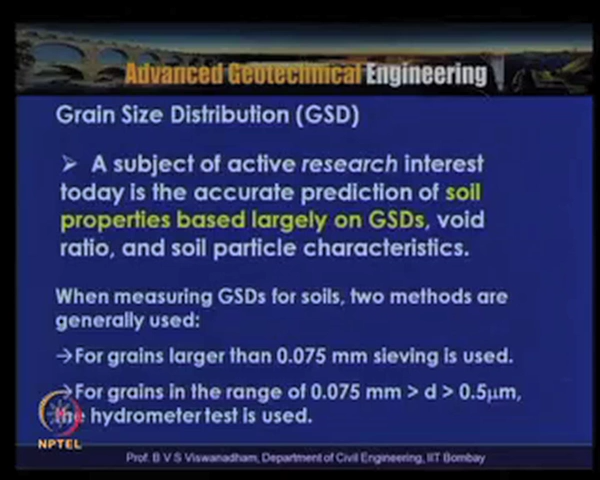 Advanced Geotechnical Engineering
Grain Size Distribution (GSD)
➢ A subject of active research interest
today is the accurate prediction of soil
properties based largely on GSDs, void
ratio, and soil particle characteristics.
When measuring GSDs for soils, two methods are
generally used:
→For grains larger than 0.075 mm sieving is used.
→For grains in the range of 0.075 mm > d > 0.5μm,
the hydrometer test is used.
NPTEL
Prof. B V S Viswanadham, Department of Civil Engineering, IIT Bombay